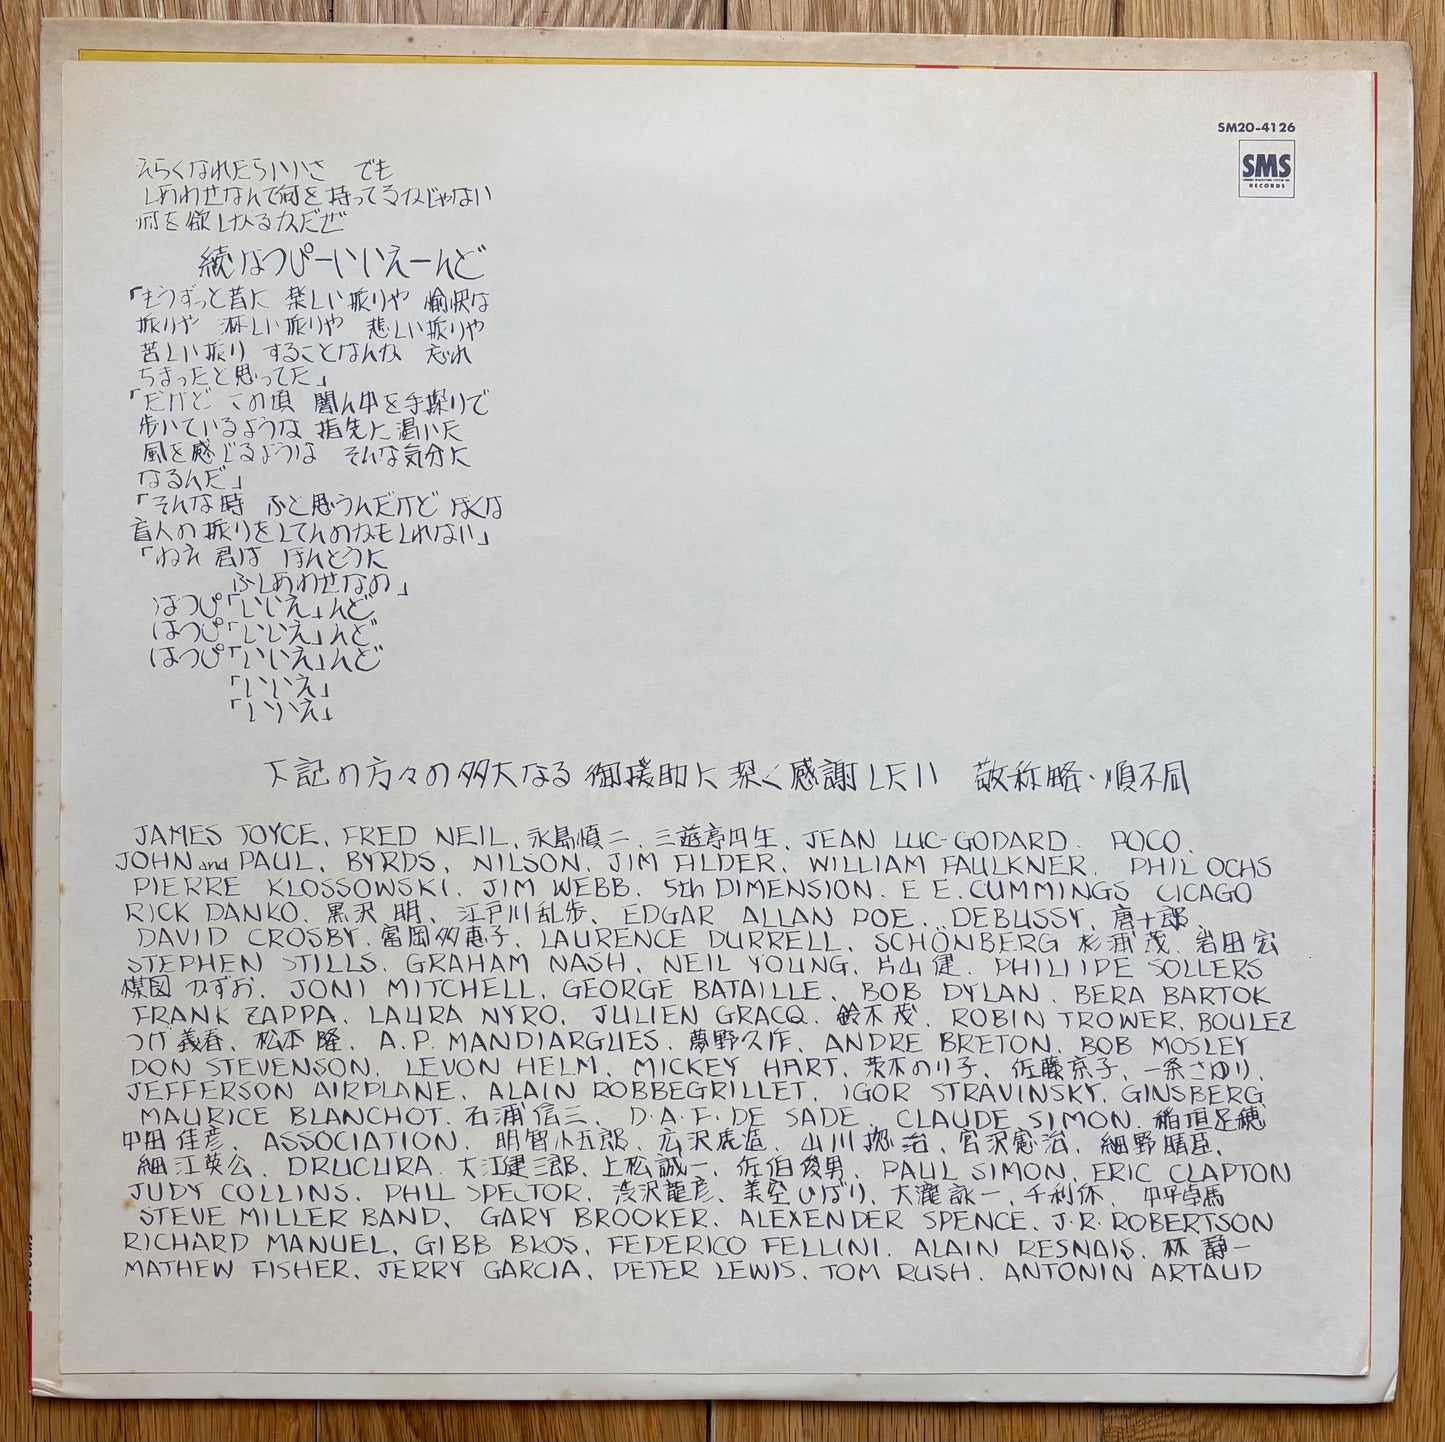 SM20-4126
SMS
RECORDS
えらくなれたらいいさ でも
しあわせなんて何を持ってるかじゃない
何を欲しがるかだぜ
続はっぴーいいえーんど
「もうずっと昔に 楽しい振りや 愉快な
振りや 淋しい振りや 悲しい振りや
苦しい振り することなんか 忘れ
ちまったと思ってた」
「だけど この頃 闇ん中を手探りで
歩いているような 指先に渇いた
風を感じるような そんな気分に
なるんだ」
「そんな時 ふと思うんだけど ぼくは
盲人の振りをしてんのかもしれない」
「ねえ 君は ほんとうに
ふしあわせなの」
はっぴ「いいえ」んど
はっぴ「いいえ」んど
はっぴ「いいえ」んど
「いいえ」
「いいえ」
下記の方々の多大なる御援助に深く感謝したい 敬称略・順不同
JAMES JOYCE, FRED NEIL, 永島慎二、三遊亭円生、JEAN LUC-GODARD. POCO,
JOHN and PAUL, BYRDS, NILSON, JIM FILDER, WILLIAM FAULKNER. PHIL OCHS
PIERRE KLOSSOWSKI. JIM WEBB. 5th DIMENSION. E E.CUMMINGS CICAGO
RICK DANKO、黒沢 明、江戸川乱歩、EDGAR ALLAN POE. DEBUSSY, 唐十郎、
DAVID CROSBY. 富岡多恵子、LAURENCE DURRELL, SCHÖNBERG 杉浦 茂、岩田 宏
STEPHEN STILLS. GRAHAM NASH, NEIL YOUNG, 片山 健. PHILIIPE SOLLERS
楳図 かずお、JONI MITCHELL, GEORGE BATAILLE, BOB DYLAN, BERA BARTOK
FRANK ZAPPA, LAURA NYRO, JULIEN GRACQ. 鈴木 茂、ROBIN TROWER, BOULEZ
つげ 義春、松本 隆、A.P. MANDIARGUES. 夢野久作、ANDRE BRETON, BOB MOSLEY
DON STEVENSON, LEVON HELM, MICKEY HART, 茨木のり子、佐藤 京子、一条さゆり、
JEFFERSON AIRPLANE, ALAIN ROBBEGRILLET, IGOR STRAVINSKY, GINSBERG
MAURICE BLANCHOT. 石浦 信三、D.A.F. DE SADE, CLAUDE SIMON. 稲垣足穂
中田 佳彦、ASSOCIATION, 明智小五郎、広沢虎造、山川 惣治、宮沢憲治、細野 晴臣、
細江英公、DRUCURA. 大江健三郎、上松誠一、佐伯俊男、PAUL SIMON, ERIC CLAPTON
JUDY COLLINS. PHIL SPECTOR, 渋沢龍彦、美空ひばり、大瀧 詠一、千利休、中平卓馬
STEVE MILLER BAND, GARY BROOKER, ALEXENDER SPENCE, J.R. ROBERTSON
RICHARD MANUEL, GIBB BROS, FEDERICO FELLINI, ALAIN RESNAIS, 林 静一
MATHEW FISHER, JERRY GARCIA, PETER LEWIS, TOM RUSH. ANTONIN ARTAUD